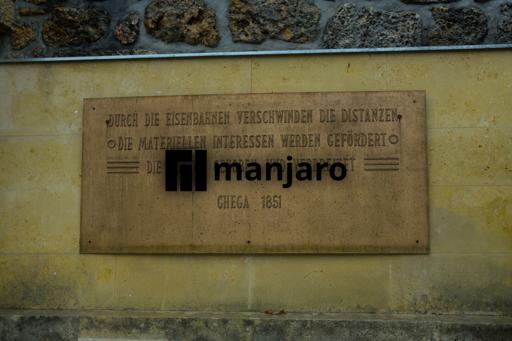 DURCH DIE EISENBAHNEN VERSCHWINDEN DIE DISTANZEN
DIE MATERIELLEN INTERESSEN WERDEN GEFÖRDERT
DIE
manjaro
GHEGA 1851